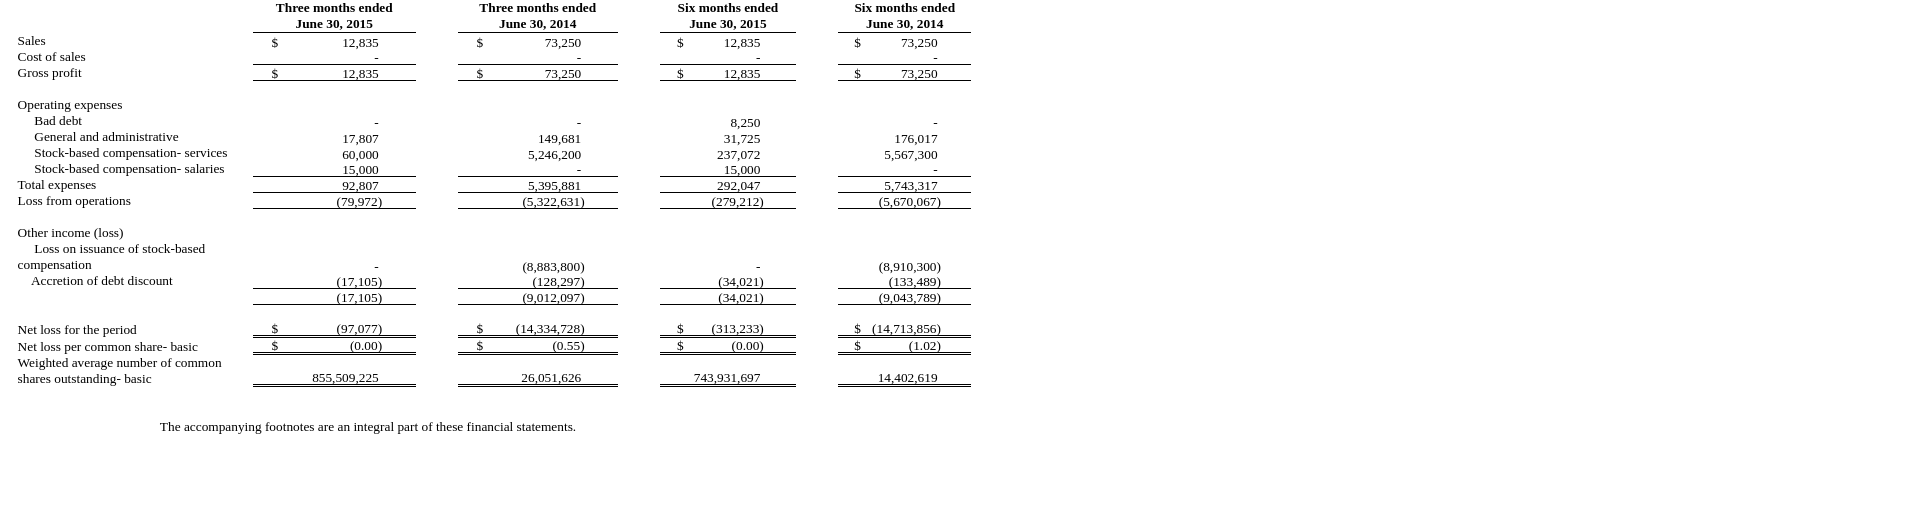 Three months ended Three months ended Six months ended Six months ended
June 30, 2015 June 30, 2014 June 30, 2015 June 30, 2014
Sales $ 12,835 $ 73,250 $ 12,835 $ 73,250
Cost of sales - - - -
Gross profit $ 12,835 $ 73,250 $ 12,835 $ 73,250
Operating expenses
Bad debt - - 8,250 -
General and administrative 17,807 149,681 31,725 176,017
Stock-based compensation- services 60,000 5,246,200 237,072 5,567,300
Stock-based compensation- salaries 15,000 - 15,000 -
Total expenses 92,807 5,395,881 292,047 5,743,317
Loss from operations (79,972) (5,322,631) (279,212) (5,670,067)
Other income (loss)
Loss on issuance of stock-based
compensation - (8,883,800) - (8,910,300)
Accretion of debt discount (17,105) (128,297) (34,021) (133,489)
(17,105) (9,012,097) (34,021) (9,043,789)
Net loss for the period $ (97,077) $ (14,334,728) $ (313,233) $ (14,713,856)
Net loss per common share- basic $ (0.00) $ (0.55) $ (0.00) $ (1.02)
Weighted average number of common
shares outstanding- basic 855,509,225 26,051,626 743,931,697 14,402,619
The accompanying footnotes are an integral part of these financial statements.